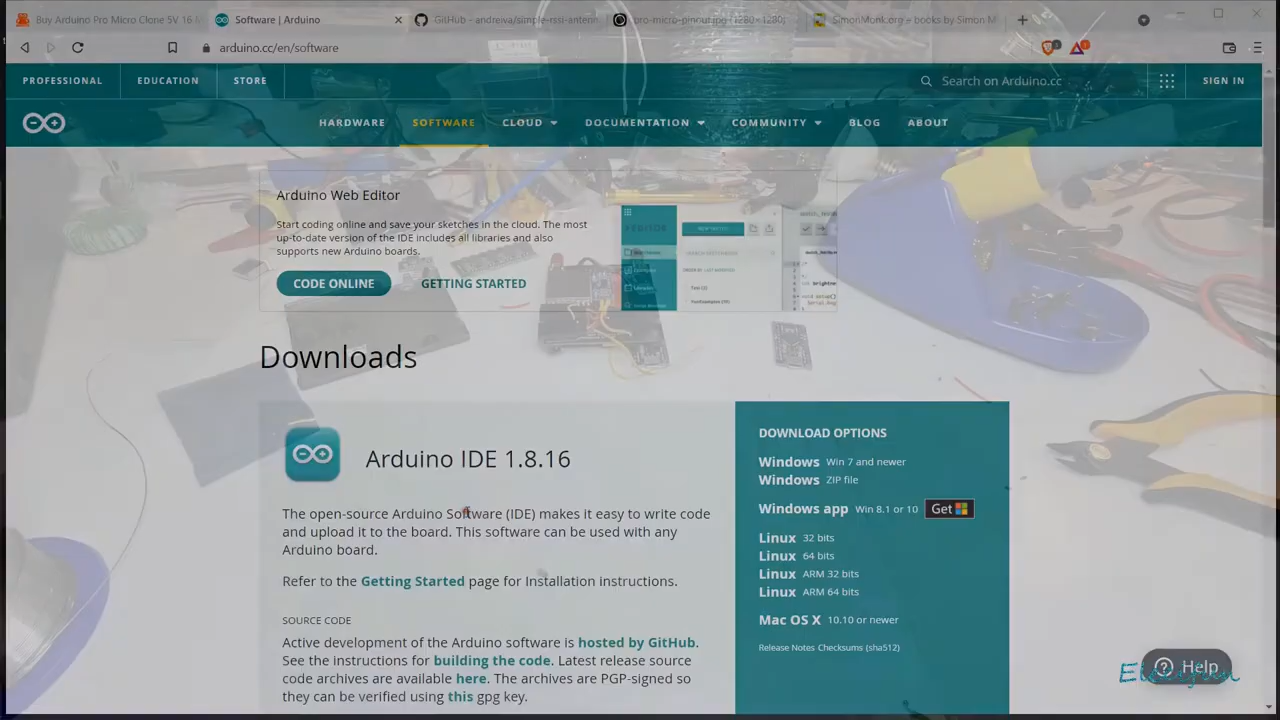 Buy Arduino Pro Micro Clone 5V 16 M
Software | Arduino
GitHub - andreiva/simple-rssi-anten
pro-micro-pinout.jpg (1280×1280)
SimonMonk.org – books by Simon M
arduino.cc/en/software
PROFESSIONAL
EDUCATION
STORE
Search on Arduino.cc
SIGN IN
HARDWARE
SOFTWARE
CLOUD
DOCUMENTATION
COMMUNITY
BLOG
ABOUT
Arduino Web Editor
Start coding online and save your sketches in the cloud. The most
up-to-date version of the IDE includes all libraries and also
supports new Arduino boards.
CODE ONLINE
GETTING STARTED
EDITOR
Downloads
Arduino IDE 1.8.16
The open-source Arduino Software (IDE) makes it easy to write code
and upload it to the board. This software can be used with any
Arduino board.
Refer to the Getting Started page for Installation instructions.
SOURCE CODE
Active development of the Arduino software is hosted by GitHub.
See the instructions for building the code. Latest release source
code archives are available here. The archives are PGP-signed so
they can be verified using this gpg key.
DOWNLOAD OPTIONS
Windows Win 7 and newer
Windows ZIP file
Windows app Win 8.1 or 10 Get
Linux 32 bits
Linux 64 bits
Linux ARM 32 bits
Linux ARM 64 bits
Mac OS X 10.10 or newer
Release Notes Checksums (sha512)
Help